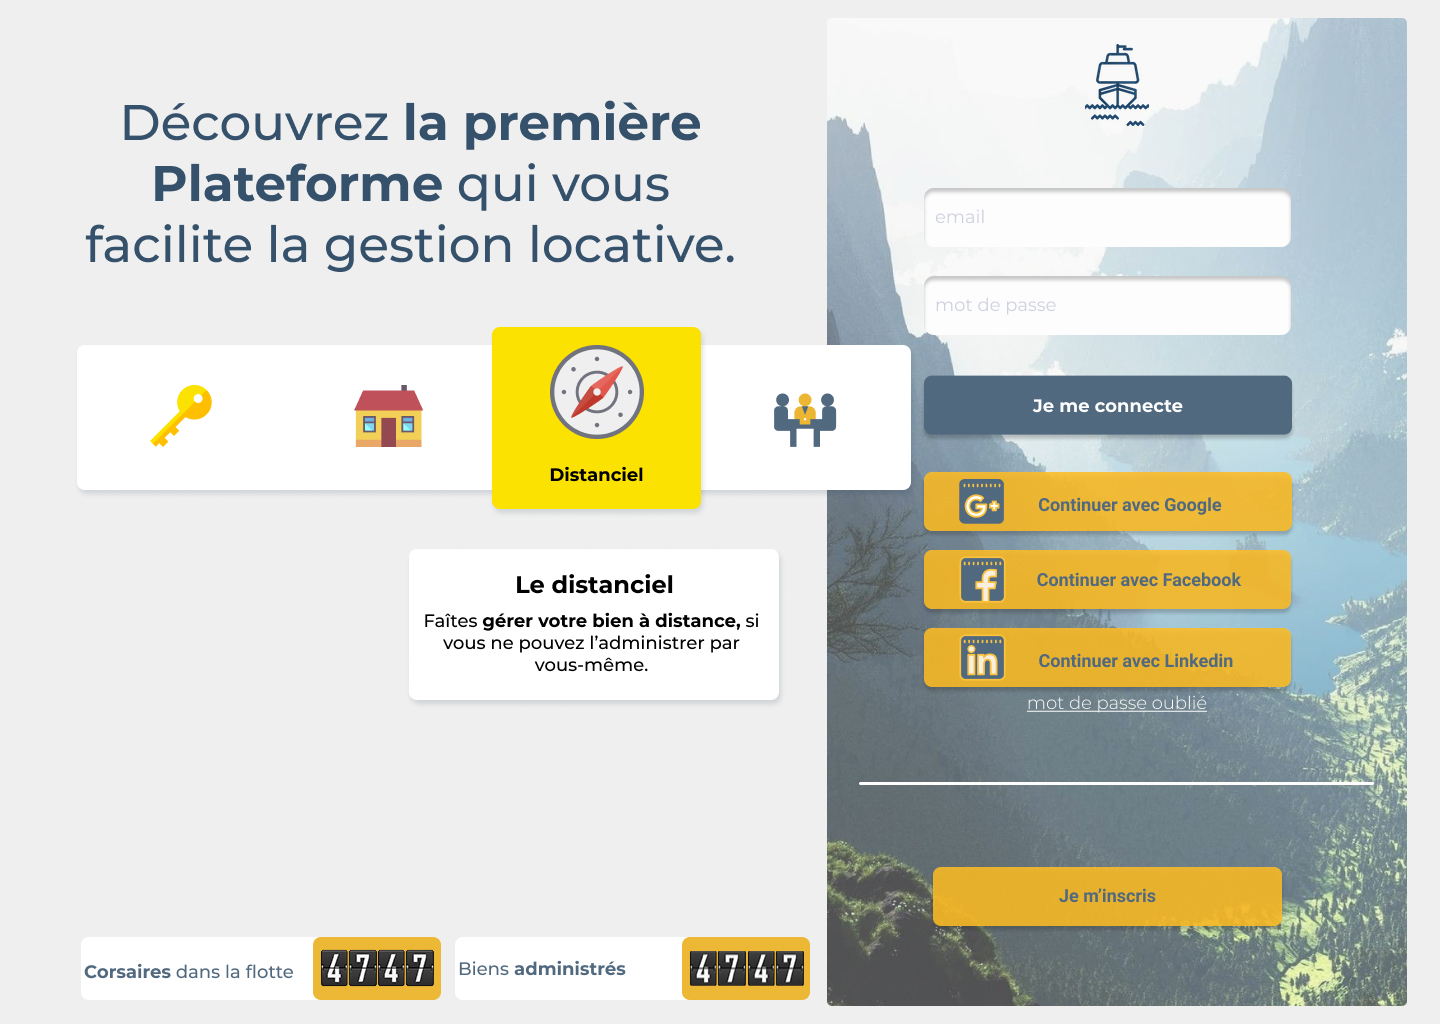 Découvrez la première
Plateforme qui vous
facilite la gestion locative.
Distanciel
Le distanciel
Faîtes gérer votre bien à distance, si
vous ne pouvez l’administrer par
vous-même.
Corsaires dans la flotte
4747
Biens administrés
4747
email
mot de passe
Je me connecte
G+ Continuer avec Google
f Continuer avec Facebook
in Continuer avec Linkedin
mot de passe oublié
Je m’inscris